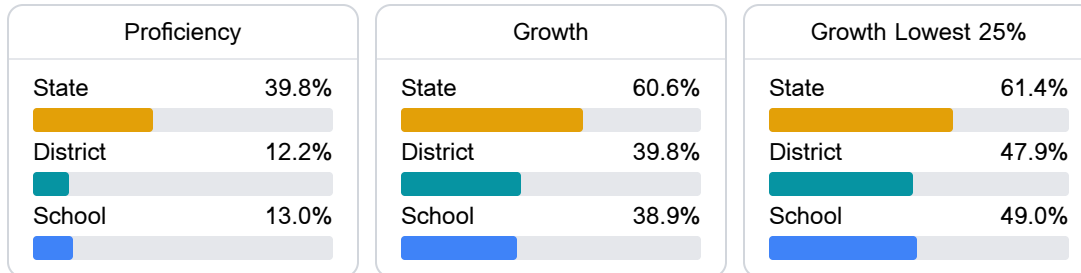 Proficiency
State 39.8%
District 12.2%
School 13.0%
Growth
State 60.6%
District 39.8%
School 38.9%
Growth Lowest 25%
State 61.4%
District 47.9%
School 49.0%